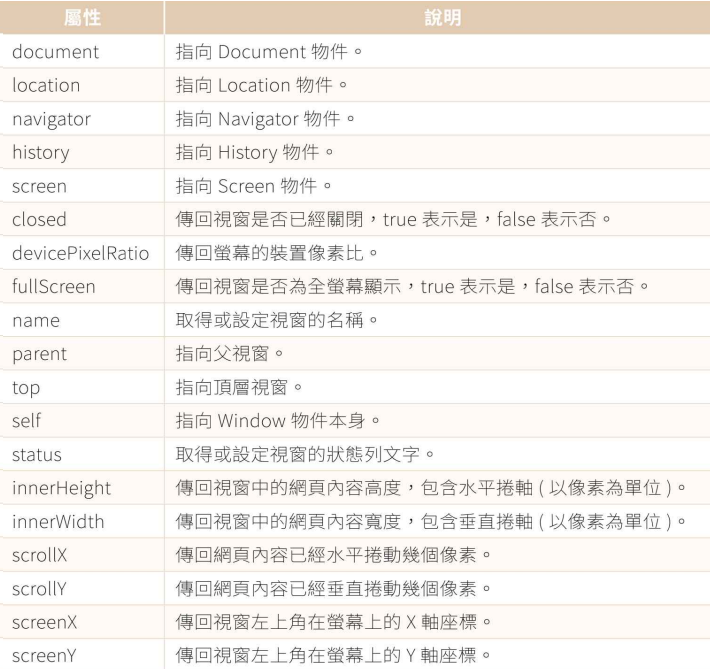 屬性 說明
document 指向 Document 物件。
location 指向 Location 物件。
navigator 指向 Navigator 物件。
history 指向 History 物件。
screen 指向 Screen 物件。
closed 傳回視窗是否已經關閉，true 表示是，false 表示否。
devicePixelRatio 傳回螢幕的裝置像素比。
fullScreen 傳回視窗是否為全螢幕顯示，true 表示是，false 表示否。
name 取得或設定視窗的名稱。
parent 指向父視窗。
top 指向頂層視窗。
self 指向 Window 物件本身。
status 取得或設定視窗的狀態列文字。
innerHeight 傳回視窗中的網頁內容高度，包含水平捲軸 ( 以像素為單位 )。
innerWidth 傳回視窗中的網頁內容寬度，包含垂直捲軸 ( 以像素為單位 )。
scrollX 傳回網頁內容已經水平捲動幾個像素。
scrollY 傳回網頁內容已經垂直捲動幾個像素。
screenX 傳回視窗左上角在螢幕上的 X 軸座標。
screenY 傳回視窗左上角在螢幕上的 Y 軸座標。